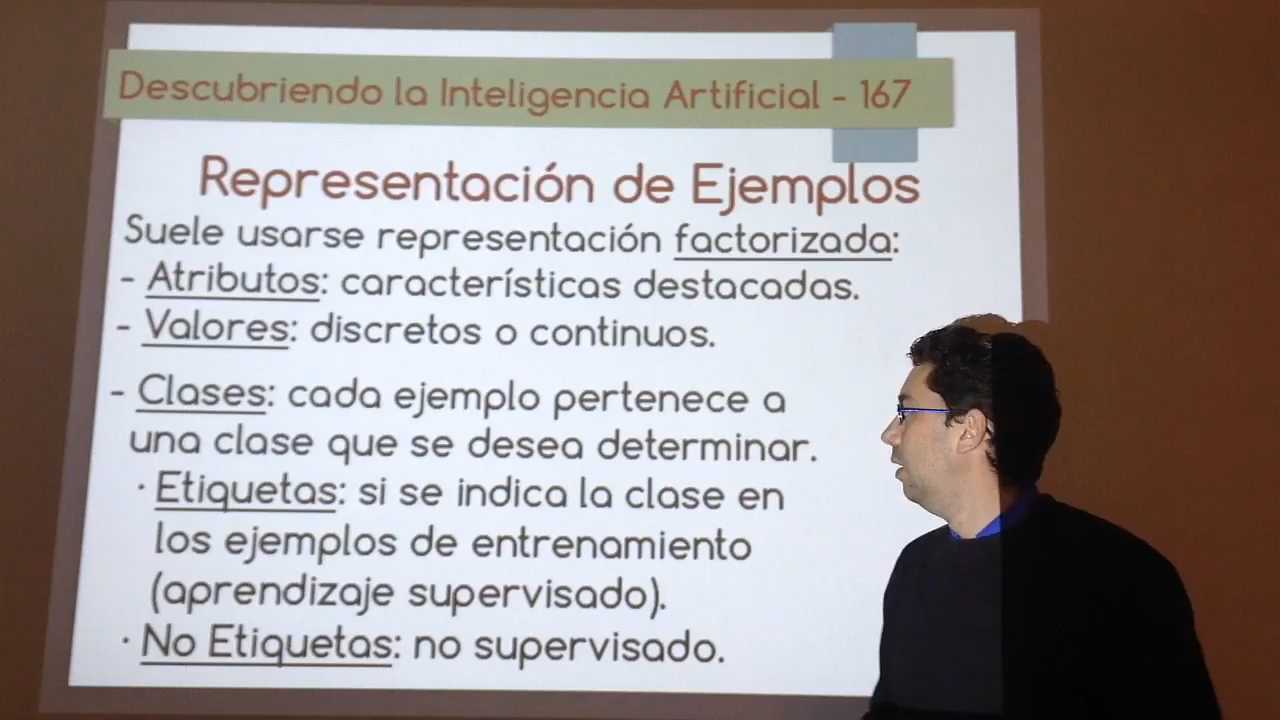 Descubriendo la Inteligencia Artificial - 167
Representación de Ejemplos
Suele usarse representación factorizada:
- Atributos: características destacadas.
- Valores: discretos o continuos.
- Clases: cada ejemplo pertenece a
una clase que se desea determinar.
· Etiquetas: si se indica la clase en
los ejemplos de entrenamiento
(aprendizaje supervisado).
· No Etiquetas: no supervisado.